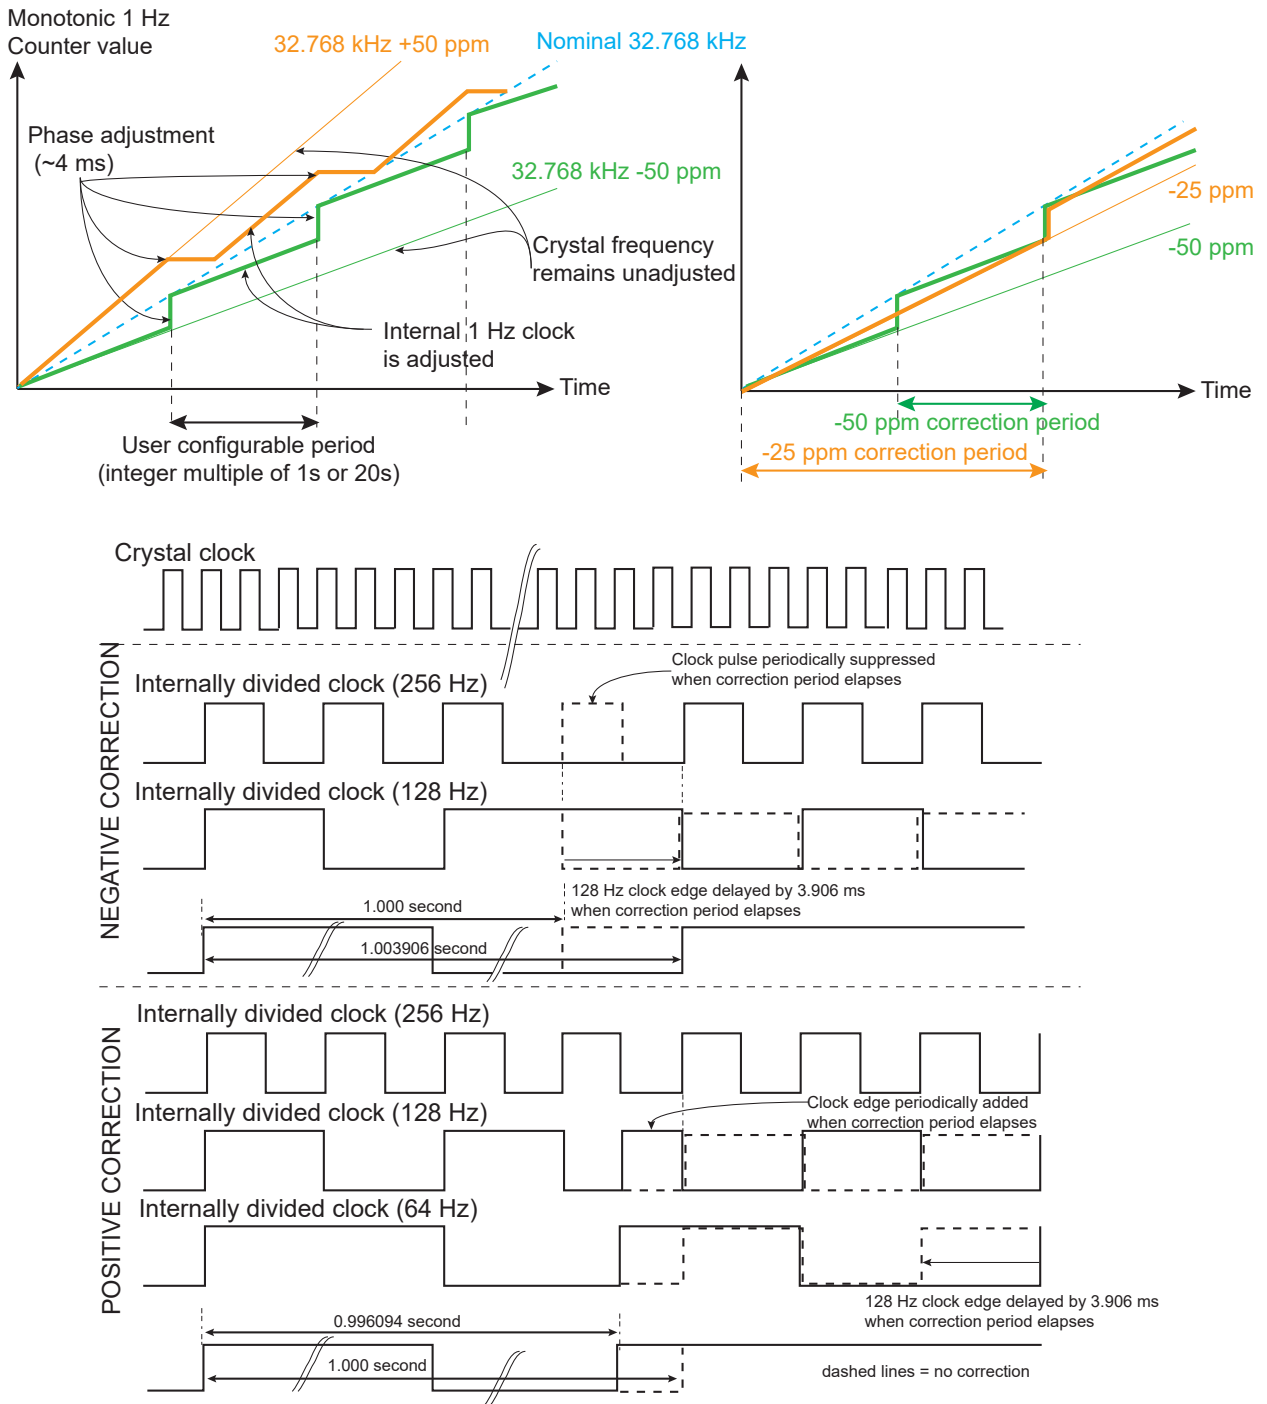 Monotonic 1 Hz
Counter value
32.768 kHz +50 ppm
Nominal 32.768 kHz
Phase adjustment
(~4 ms)
32.768 kHz -50 ppm
Crystal frequency
remains unadjusted
Internal 1 Hz clock
is adjusted
Time
User configurable period
(integer multiple of 1s or 20s)
-25 ppm
-50 ppm
Time
-50 ppm correction period
-25 ppm correction period
Crystal clock
NEGATIVE CORRECTION
Internally divided clock (256 Hz)
Clock pulse periodically suppressed
when correction period elapses
Internally divided clock (128 Hz)
128 Hz clock edge delayed by 3.906 ms
when correction period elapses
1.000 second
1.003906 second
POSITIVE CORRECTION
Internally divided clock (256 Hz)
Internally divided clock (128 Hz)
Clock edge periodically added
when correction period elapses
Internally divided clock (64 Hz)
128 Hz clock edge delayed by 3.906 ms
when correction period elapses
0.996094 second
1.000 second
dashed lines = no correction